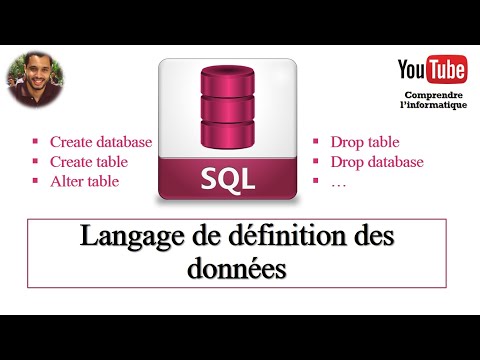 YouTube
Comprendre
l'informatique
▪ Create database
▪ Create table
▪ Alter table
SQL
▪ Drop table
▪ Drop database
▪ …
Langage de définition des
données